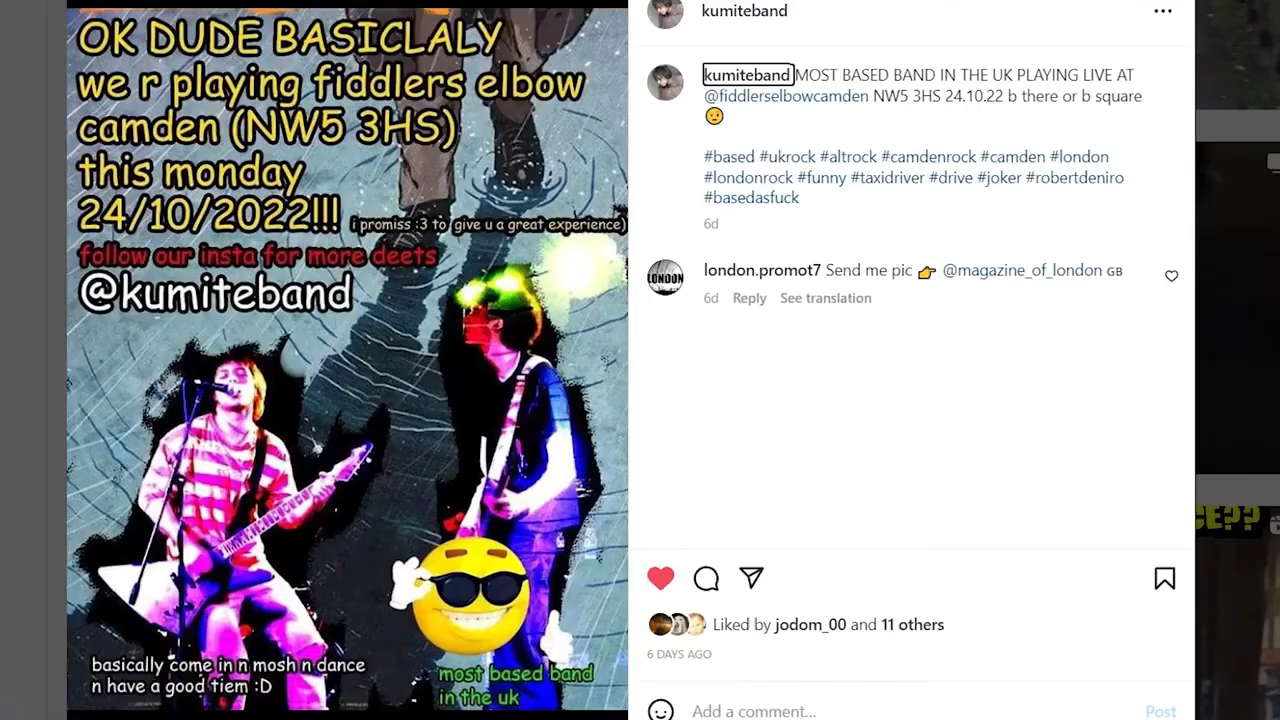 OK DUDE BASICLALY
we r playing fiddlers elbow
camden (NW5 3HS)
this monday
24/10/2022!!! i promiss :3 to (give u a great experience)
follow our insta for more deets
@kumiteband
basically come in n mosh n dance
n have a good tiem :D
most based band
in the uk
kumiteband
kumiteband MOST BASED BAND IN THE UK PLAYING LIVE AT
@fiddlerselbowcamden NW5 3HS 24.10.22 b there or b square
#based #ukrock #altrock #camdenrock #camden #london
#londonrock #funny #taxidriver #drive #joker #robertdeniro
#basedasfuck
6d
LONDON
london.promot7 Send me pic 👉 @magazine_of_london GB
6d Reply See translation
Liked by jodom_00 and 11 others
6 DAYS AGO
Add a comment...
Post
CE??